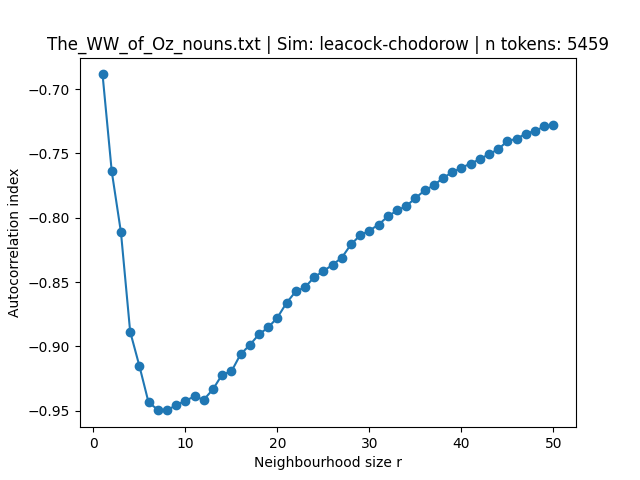 The_WW_of_Oz_nouns.txt | Sim: leacock-chodorow | n tokens: 5459
−0.70
−0.75
−0.80
−0.85
−0.90
−0.95
Autocorrelation index
0 10 20 30 40 50
Neighbourhood size r